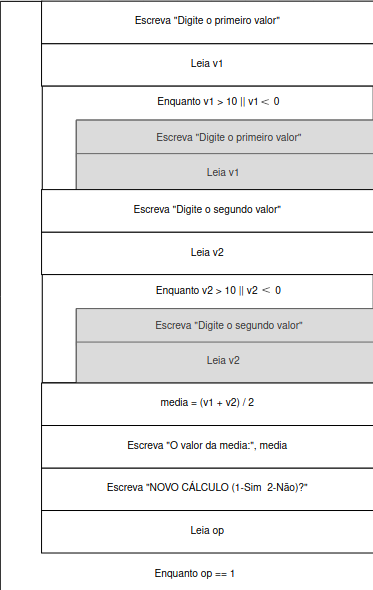 Escreva "Digite o primeiro valor"
Leia v1
Enquanto v1 > 10 || v1 < 0
Escreva "Digite o primeiro valor"
Leia v1
Escreva "Digite o segundo valor"
Leia v2
Enquanto v2 > 10 || v2 < 0
Escreva "Digite o segundo valor"
Leia v2
media = (v1 + v2) / 2
Escreva "O valor da media:", media
Escreva "NOVO CÁLCULO (1-Sim 2-Não)?"
Leia op
Enquanto op == 1